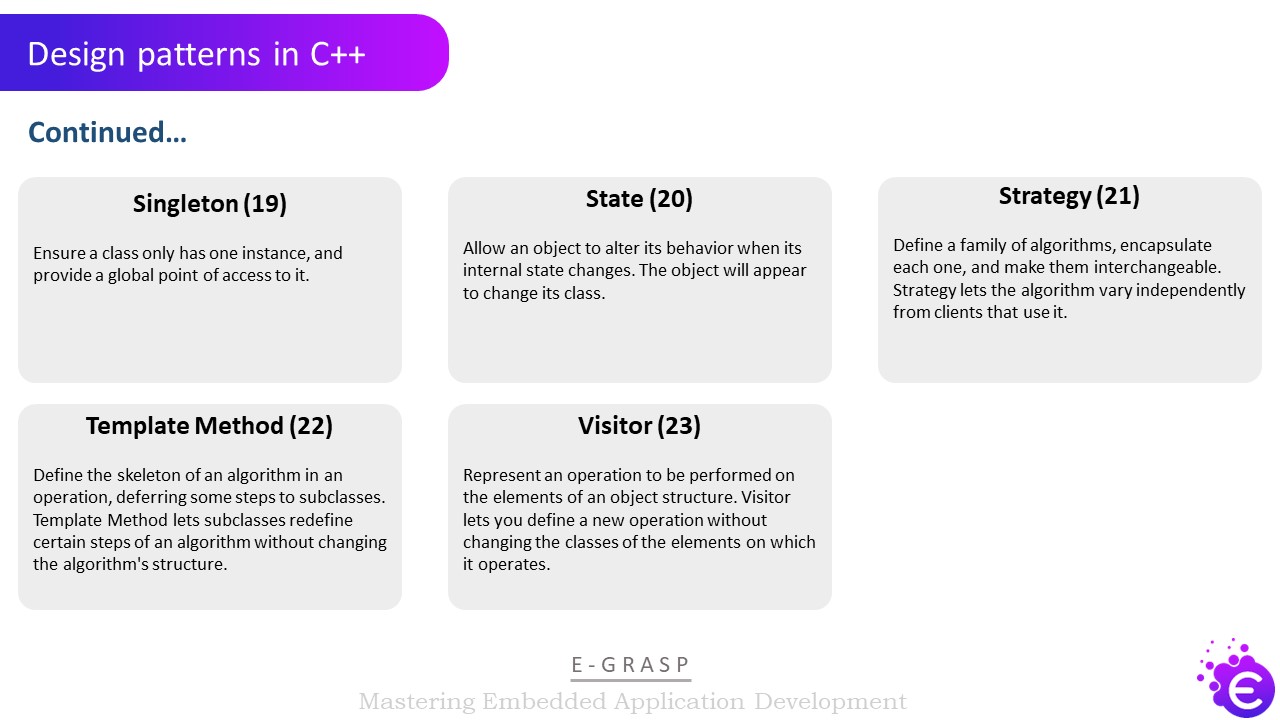 Design patterns in C++
Continued…
Singleton (19)
Ensure a class only has one instance, and
provide a global point of access to it.
State (20)
Allow an object to alter its behavior when its
internal state changes. The object will appear
to change its class.
Strategy (21)
Define a family of algorithms, encapsulate
each one, and make them interchangeable.
Strategy lets the algorithm vary independently
from clients that use it.
Template Method (22)
Define the skeleton of an algorithm in an
operation, deferring some steps to subclasses.
Template Method lets subclasses redefine
certain steps of an algorithm without changing
the algorithm's structure.
Visitor (23)
Represent an operation to be performed on
the elements of an object structure. Visitor
lets you define a new operation without
changing the classes of the elements on which
it operates.
E-GRASP
Mastering Embedded Application Development
e